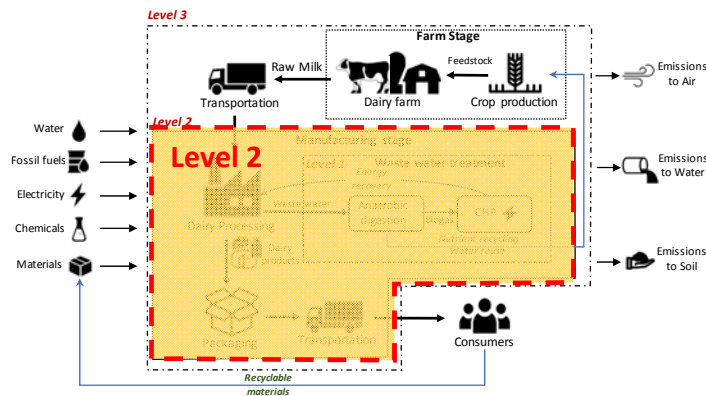 Level 3
Farm Stage
Raw Milk
Feedstock
Transportation
Dairy farm
Crop production
Emissions
to Air
Level 2
Water
Fossil fuels
Electricity
Chemicals
Materials
Level 2
Manufacturing stage
Level 1
Waste water treatment
Energy
recovery
Wastewater
Anaerobic
digestion
Biogas
CHP
Dairy Processing
Nutrient recycling
Water reuse
Dairy
products
Emissions
to Water
Emissions
to Soil
Packaging
Transportation
Consumers
Recyclable
materials